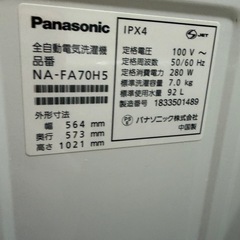 Panasonic
全自動電気洗濯機
品番
NA-FA70H5
外形寸法
幅 564 mm
奥行 573 mm
高さ 1021 mm
IPX4
JET
定格電圧 100 V ～
定格周波数 50/60 Hz
定格消費電力 280 W
標準洗濯容量 7.0 kg
標準使用水量 92 L
製造番号 1833501489
パナソニック株式会社
中国製